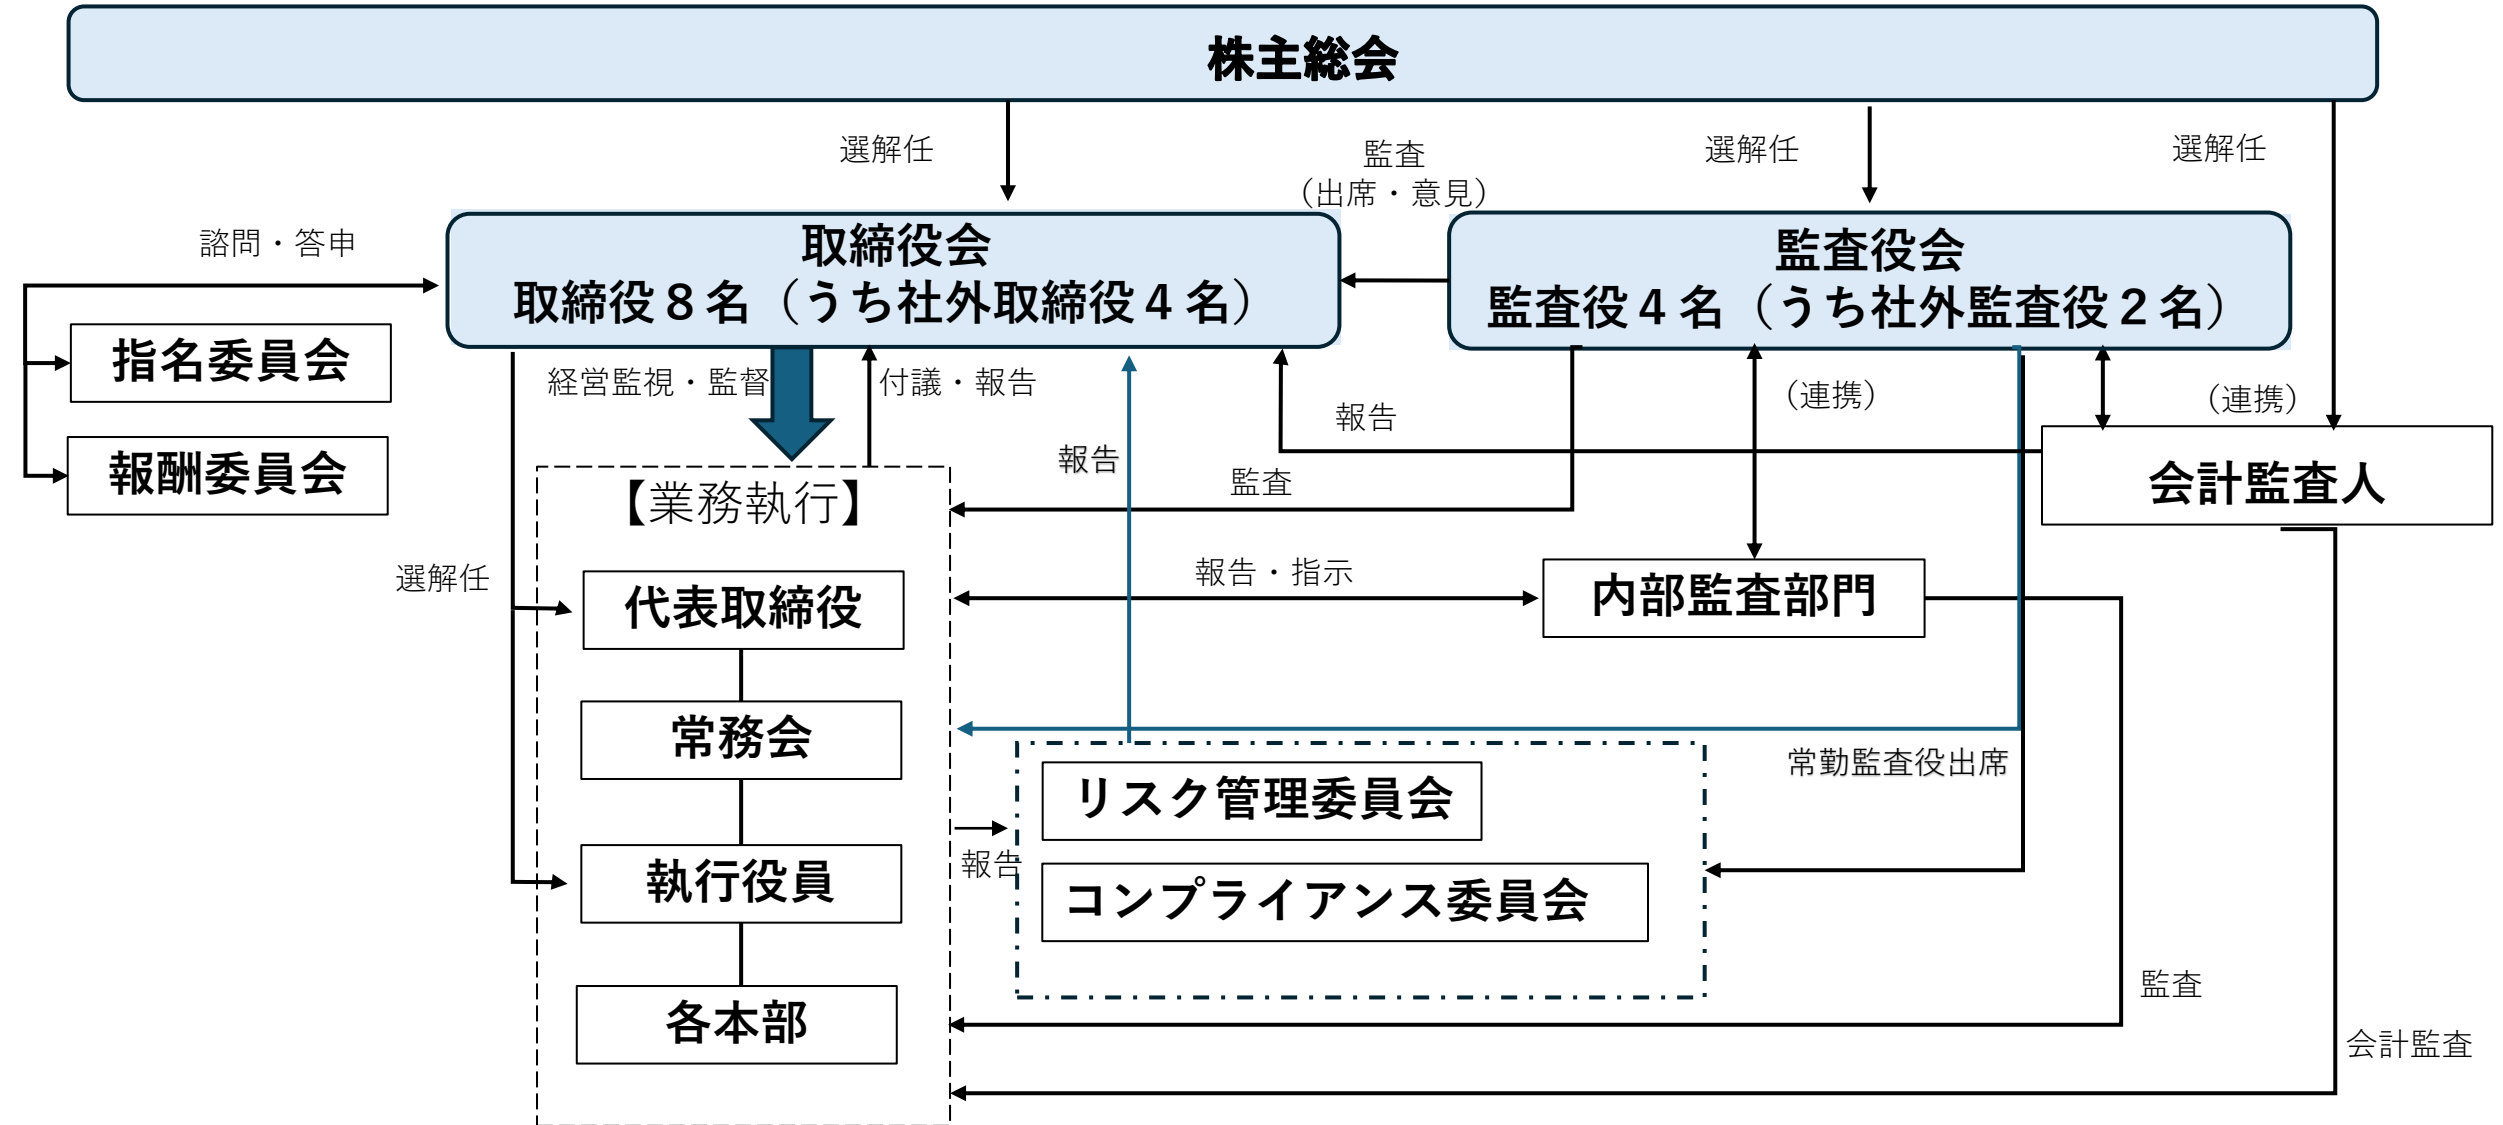 株主総会
選解任
監査
（出席・意見）
選解任
選解任
諮問・答申
取締役会
取締役８名（うち社外取締役４名）
監査役会
監査役４名（うち社外監査役２名）
指名委員会
報酬委員会
経営監視・監督
付議・報告
報告
（連携）
（連携）
報告
監査
会計監査人
【業務執行】
報告・指示
選解任
代表取締役
内部監査部門
常務会
常勤監査役出席
リスク管理委員会
報告
執行役員
コンプライアンス委員会
監査
各本部
会計監査